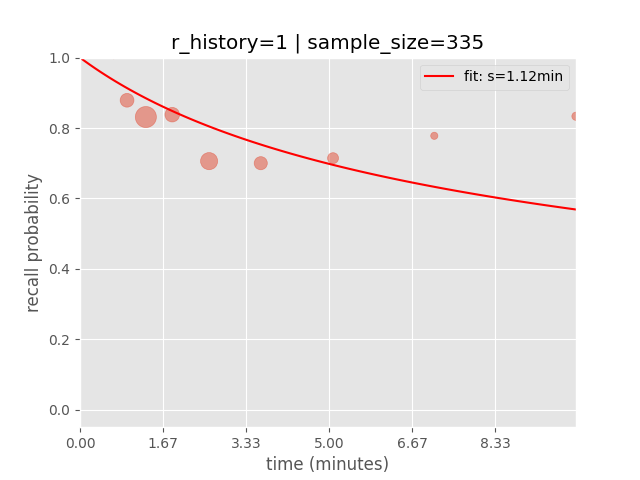 r_history=1 | sample_size=335
fit: s=1.12min
recall probability
1.0
0.8
0.6
0.4
0.2
0.0
0.00 1.67 3.33 5.00 6.67 8.33
time (minutes)